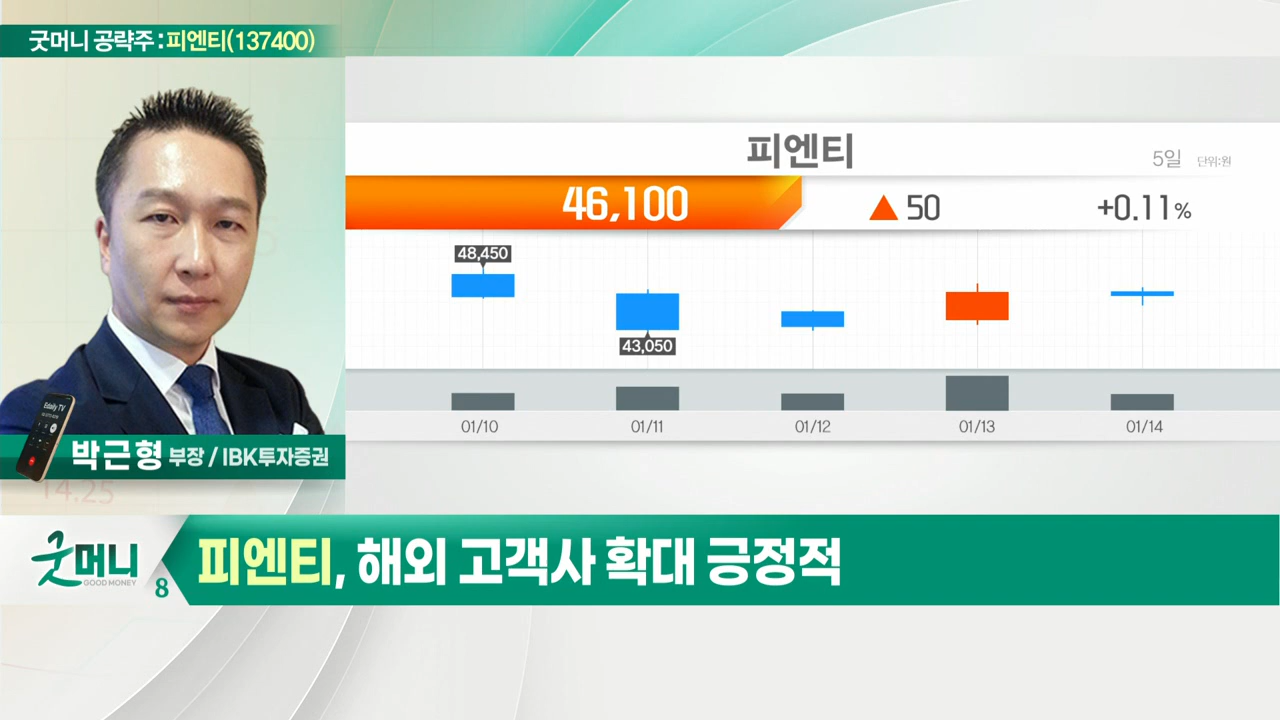 굿머니 공략주 : 피엔티(137400)
피엔티
5일 단위:원
46,100 ▲ 50 +0.11%
48,450
43,050
01/10 01/11 01/12 01/13 01/14
Edaily TV
박근형 부장 / IBK투자증권
14.25
굿머니
GOOD MONEY
8
피엔티, 해외 고객사 확대 긍정적